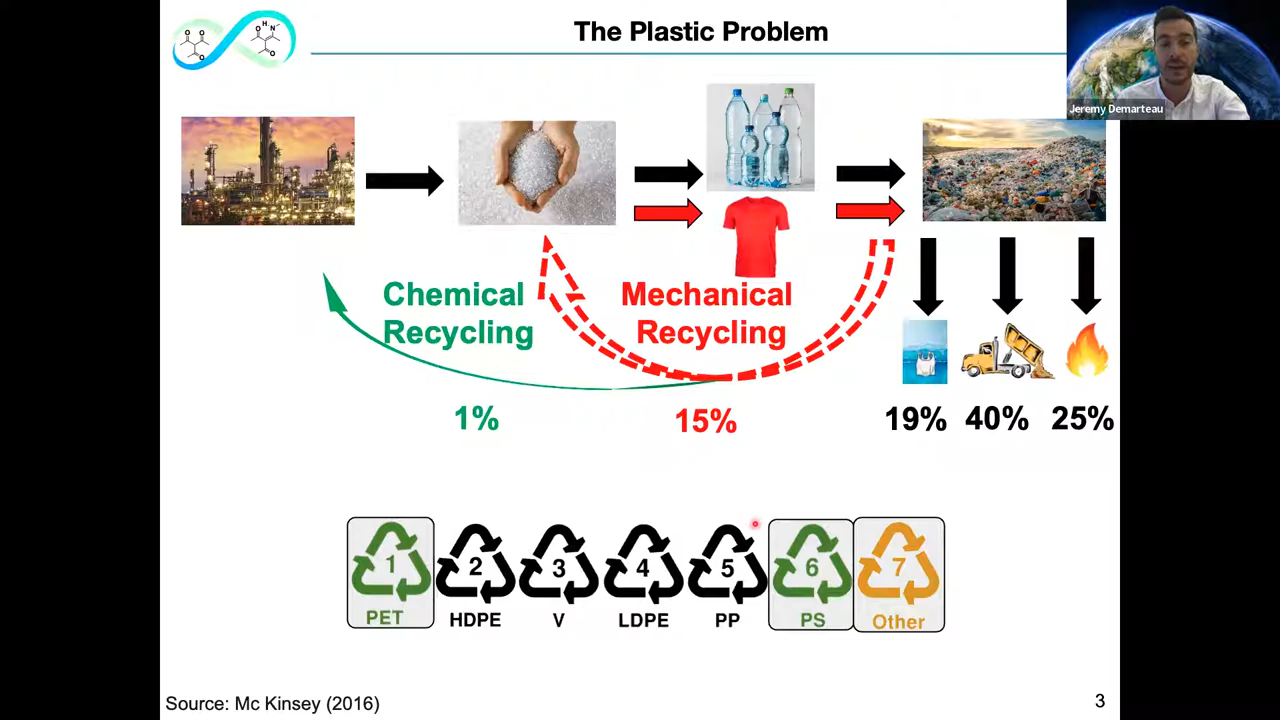 The Plastic Problem
O
O
O
O
H
N
O
Jeremy Demarteau
Chemical
Recycling
Mechanical
Recycling
1%
15%
19%
40%
25%
1
2
3
4
5
6
7
PET
HDPE
V
LDPE
PP
PS
Other
Source: Mc Kinsey (2016)
3